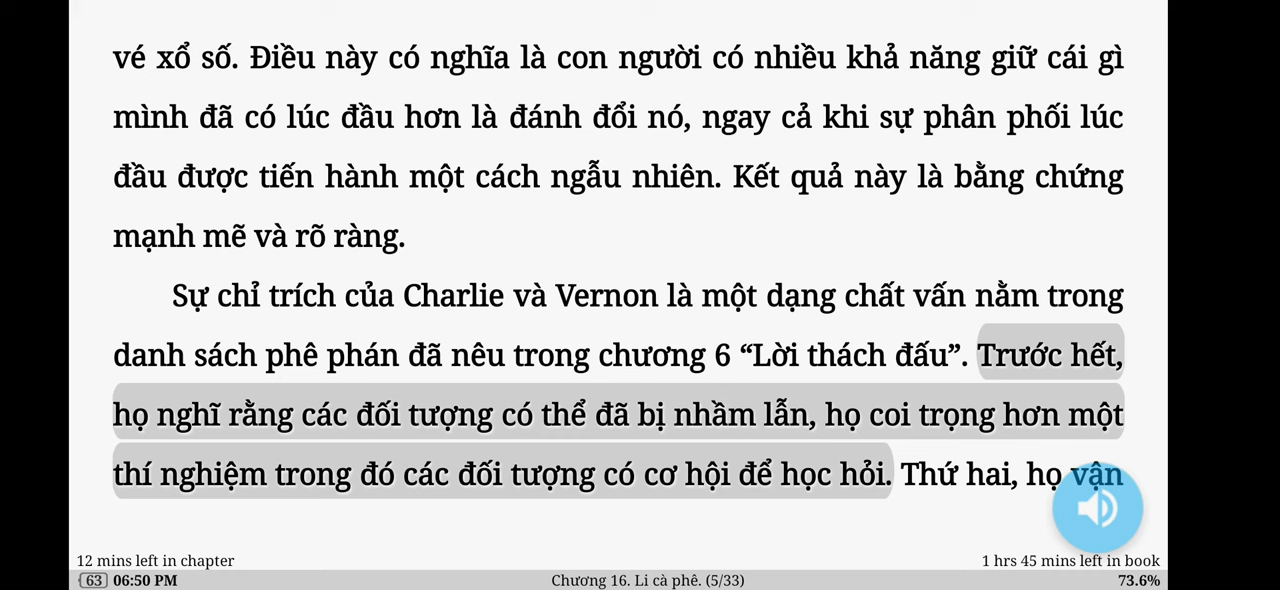 vé xổ số. Điều này có nghĩa là con người có nhiều khả năng giữ cái gì
mình đã có lúc đầu hơn là đánh đổi nó, ngay cả khi sự phân phối lúc
đầu được tiến hành một cách ngẫu nhiên. Kết quả này là bằng chứng
mạnh mẽ và rõ ràng.
Sự chỉ trích của Charlie và Vernon là một dạng chất vấn nằm trong
danh sách phê phán đã nêu trong chương 6 “Lời thách đấu”. Trước hết,
họ nghĩ rằng các đối tượng có thể đã bị nhầm lẫn, họ coi trọng hơn một
thí nghiệm trong đó các đối tượng có cơ hội để học hỏi. Thứ hai, họ vận
12 mins left in chapter
1 hrs 45 mins left in book
63 06:50 PM
Chương 16. Li cà phê. (5/33)
73.6%